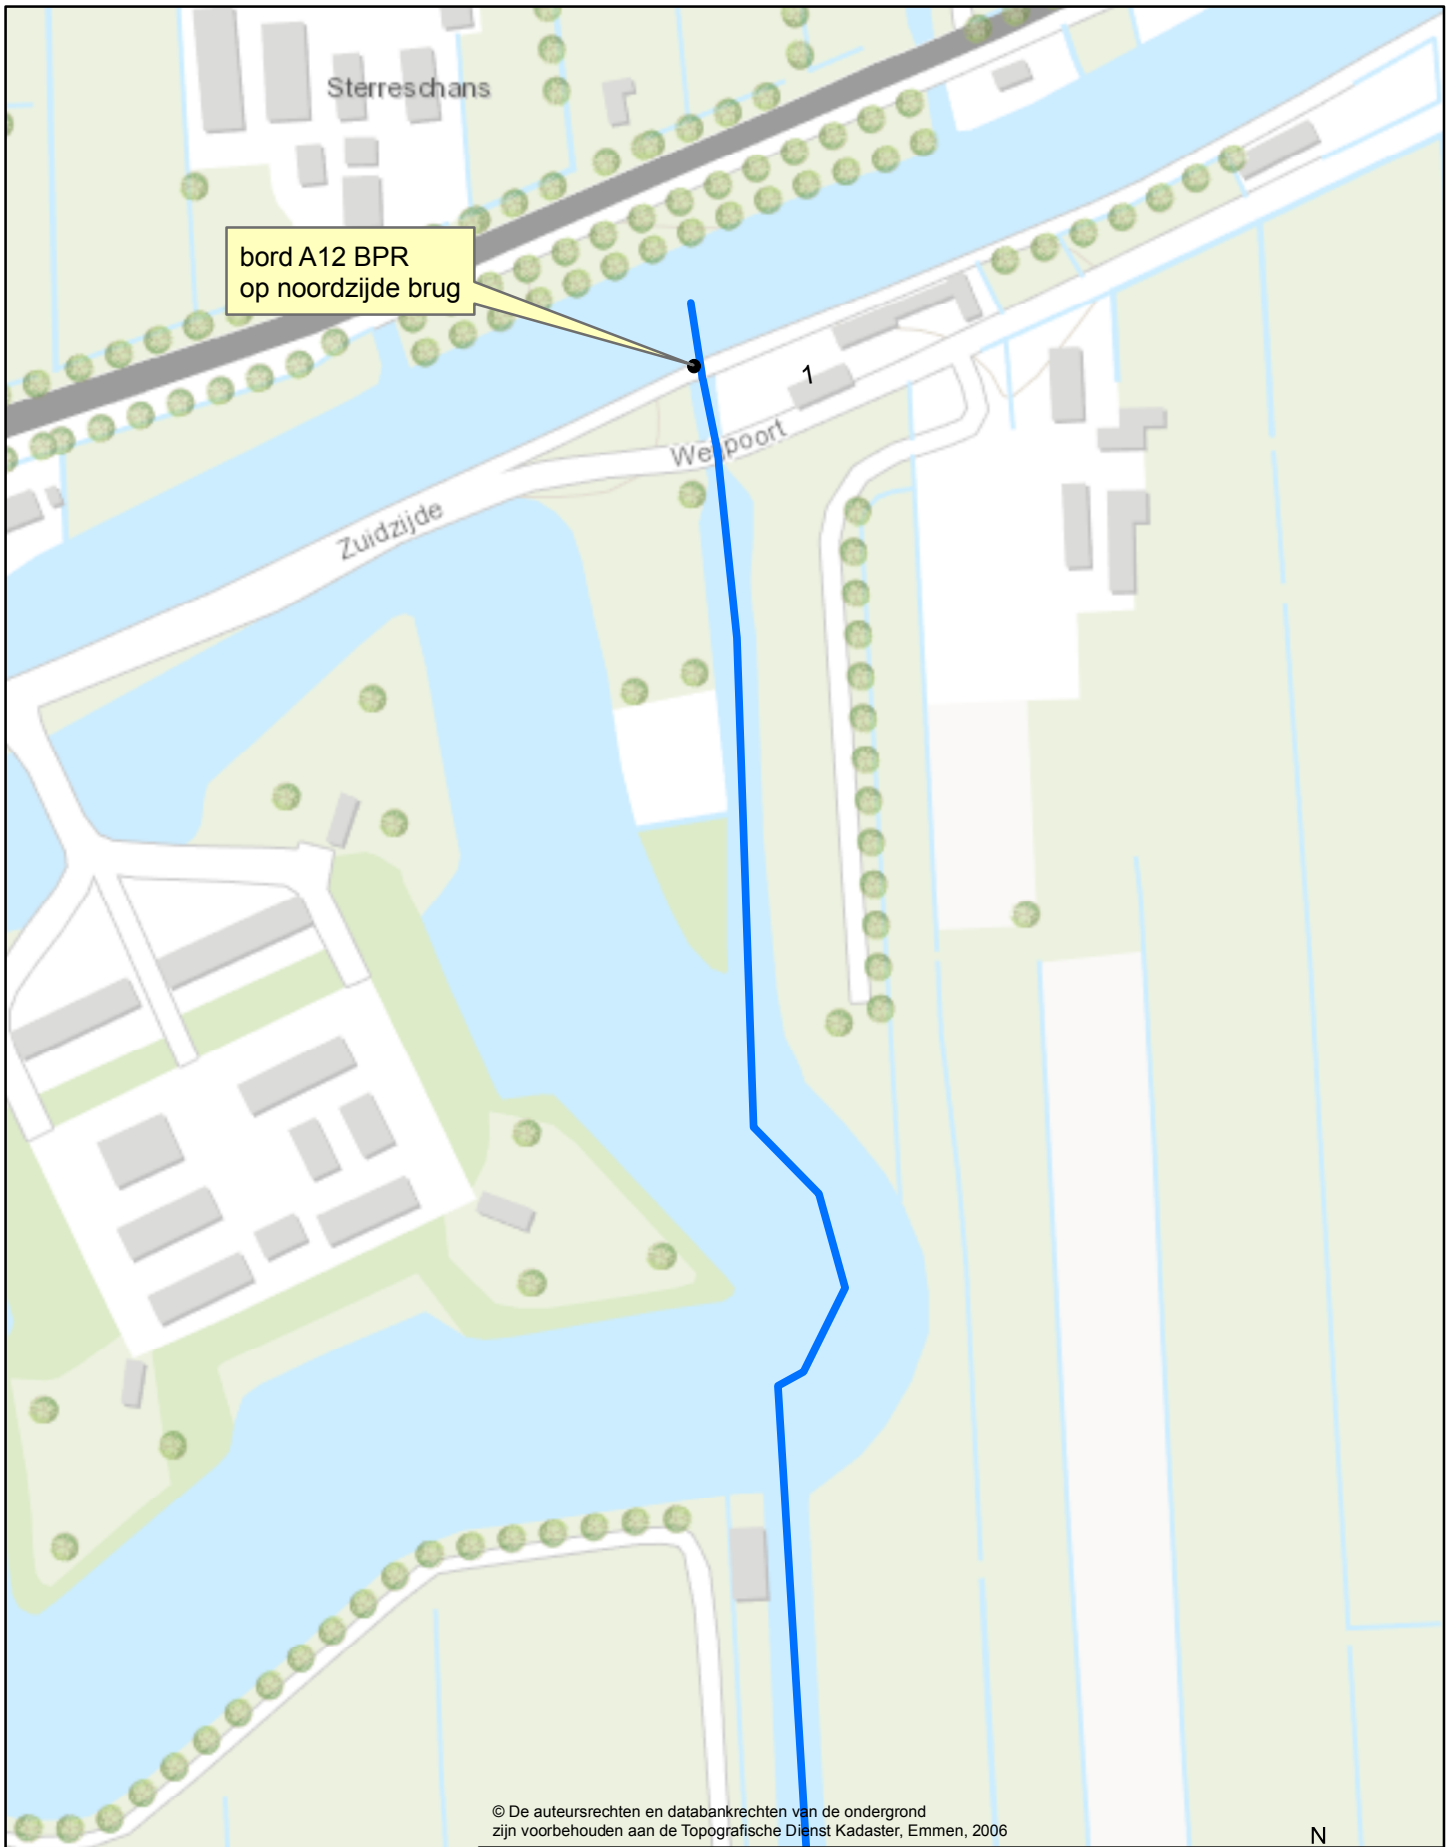 Sterreschans
bord A12 BPR
op noordzijde brug
1
Wegpoort
Zuidzijde
© De auteursrechten en databankrechten van de ondergrond
zijn voorbehouden aan de Topografische Dienst Kadaster, Emmen, 2006
N